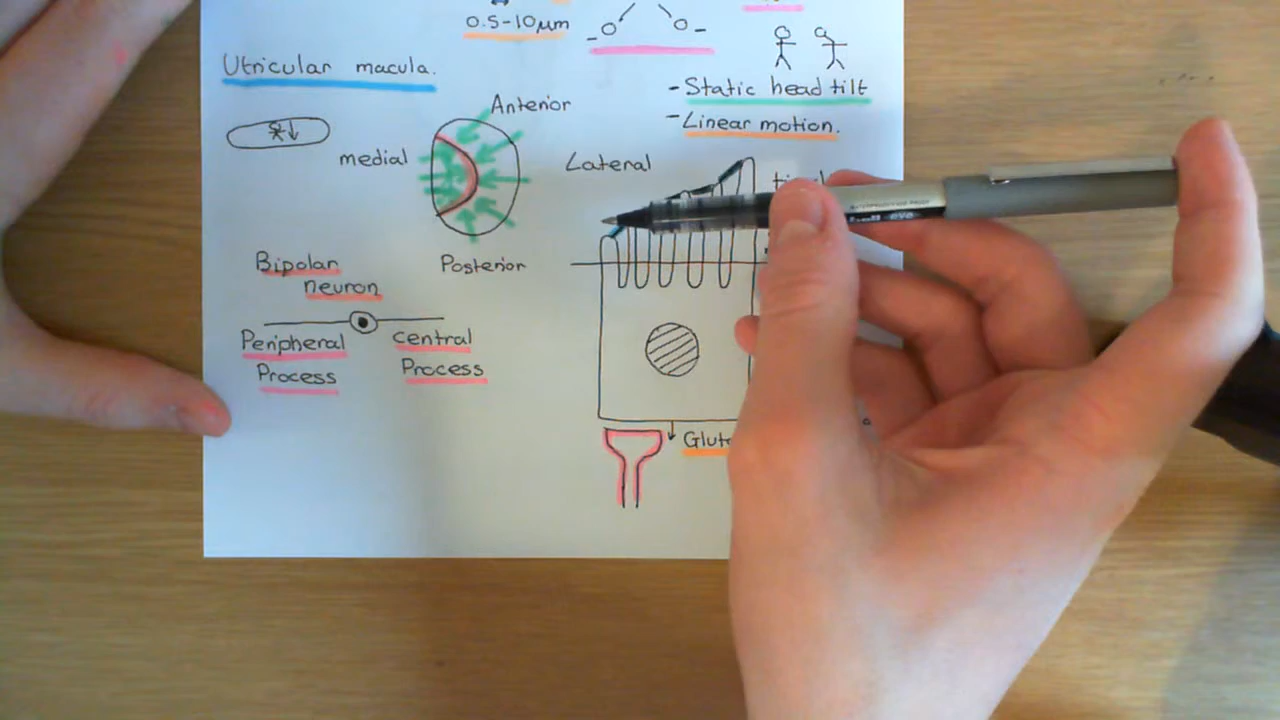 0.5-10μm
Utricular macula.
- Static head tilt
- Linear motion.
Anterior
medial
Lateral
Posterior
Bipolar
neuron
Peripheral
Process
central
Process
eye